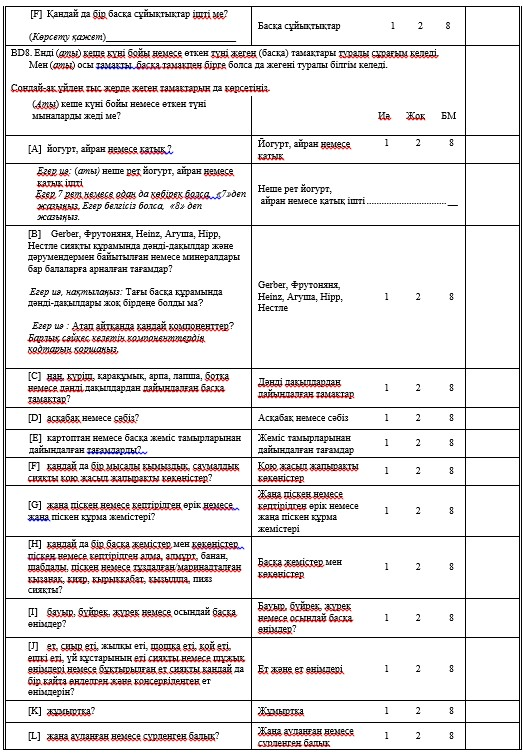 [F] Қандай да бір басқа сұйықтықтар ішті ме?
(Көрсету қажет)
Басқа сұйықтықтар 1 2 8
BD8. Енді (аты) кеше күні бойы немесе өткен түні жеген (басқа) тамақтары туралы сұрағым келеді.
Мен (аты) осы тамақты басқа тамақпен бірге болса да жегені туралы білгім келеді.
Сондай-ақ үйден тыс жерде жеген тамақтарын да көрсетіңіз.
(Аты) кеше күні бойы немесе өткен түні
мыналарды жеді ме?
Иә Жоқ БМ
[A] йогурт, айран немесе қатық ?
Йогурт, айран немесе
қатық
1 2 8
Егер иә: (аты) неше рет йогурт, айран немесе
қатық ішті
Егер 7 рет немесе одан да көбірек болса, «7»деп
жазыңыз. Егер белгісіз болса, «8» деп
жазыңыз.
Неше рет йогурт,
айран немесе қатық ішті ................................ __
[B] Gerber, Фрутоняня, Heinz, Агуша, Hipp,
Нестле сияқты құрамында дәнді-дақылдар және
дәрумендермен байытылған немесе минералдары
бар балаларға арналған тағамдар?
Егер иә, нақтылаңыз: Тағы басқа құрамында
дәнді-дақылдары жоқ бірдеңе болды ма?
Егер иә : Атап айтқанда қандай компоненттер?
Барлық сәйкес келетін компоненттердің
кодтарын қоршаңыз.
Gerber, Фрутоняня,
Heinz, Агуша, Hipp,
Нестле
1 2 8
[C] нан, күріш, қарақұмық, арпа, лапша, ботқа
немесе дәнді дақылдардан дайындалған басқа
тамақтар?
Дәнді дақылдардан
дайындалған тамақтар
1 2 8
[D] асқабақ немесе сәбіз?
Асқабақ немесе сәбіз 1 2 8
[E] картоптан немесе басқа жеміс тамырларынан
дайындалған тағамдарды?
Жеміс тамырларынан
дайындалған тағамдар
1 2 8
[F] қандай да бір мысалы қымыздық, саумалдық
сияқты қою жасыл жапырақты көкөністер?
Қою жасыл жапырақты
көкөністер
1 2 8
[G] жаңа піскен немесе кептірілген өрік немесе
жаңа піскен құрма жемістері?
Жаңа піскен немесе
кептірілген өрік немесе
жаңа піскен құрма
жемістері
1 2 8
[H] қандай да бір басқа жемістер мен көкөністер,
піскен немесе кептірілген алма, алмұрт, банан,
шабдалы, піскен немесе тұздалған/маринадталған
қызанақ, қияр, қырыққабат, қызылша, пияз
сияқты?
Басқа жемістер мен
көкөністер
1 2 8
[I] бауыр, бүйрек, жүрек немесе осындай басқа
өнімдер?
Бауыр, бүйрек, жүрек
немесе осындай басқа
өнімдер?
1 2 8
[J] ет, сиыр еті, жылқы еті, шошқа еті, қой еті,
ешкі еті, үй құстарының еті сияқты немесе шұжық
өнімдері немесе бұқтырылған ет сияқты қандай да
бір қайта өңделген және консервіленген ет
өнімдерін?
Ет және ет өнімдері 1 2 8
[K] жұмыртқа?
Жұмыртқа 1 2 8
[L] жаңа ауланған немесе сүрленген балық?
Жаңа ауланған немесе
сүрленген балық
1 2 8